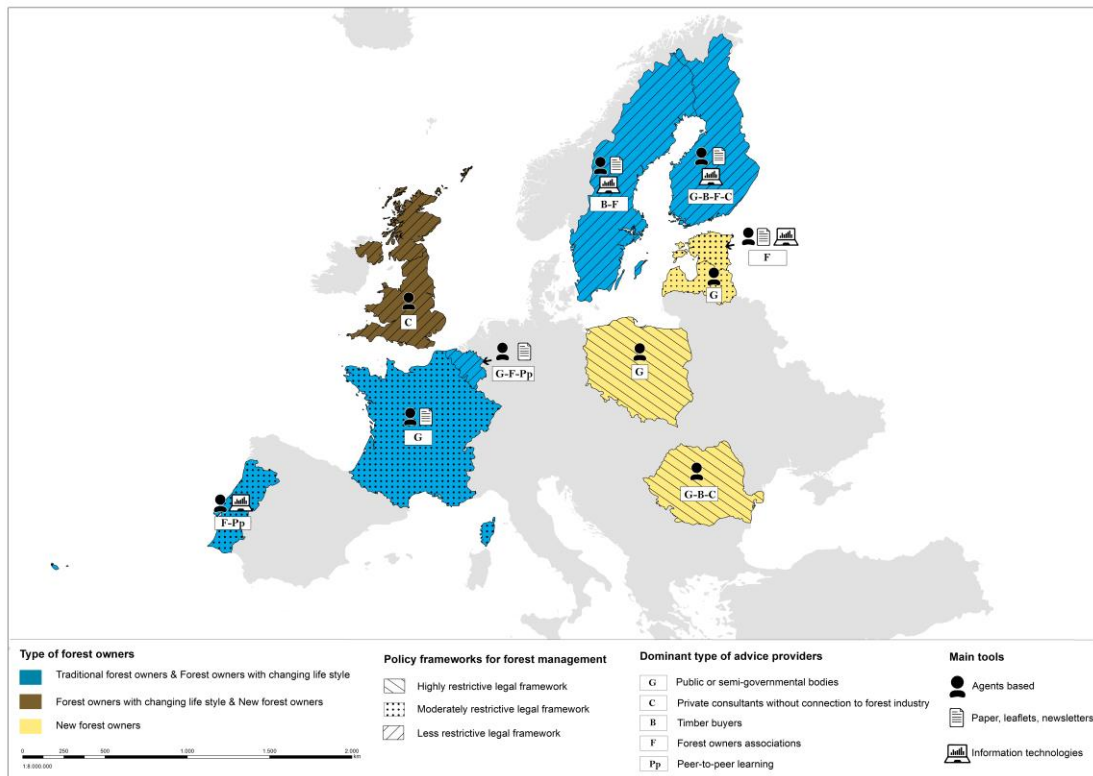 B-F
G-B-F-C
F
G
C
G-F-Pp
G
G
G-B-C
F-Pp
Type of forest owners
Traditional forest owners & Forest owners with changing life style
Forest owners with changing life style & New forest owners
New forest owners
0 250 500 1.000 1.500 2.000
km
1:8.000.000
Policy frameworks for forest management
Highly restrictive legal framework
Moderately restrictive legal framework
Less restrictive legal framework
Dominant type of advice providers
G Public or semi-governmental bodies
C Private consultants without connection to forest industry
B Timber buyers
F Forest owners associations
Pp Peer-to-peer learning
Main tools
Agents based
Paper, leaflets, newsletters
Information technologies